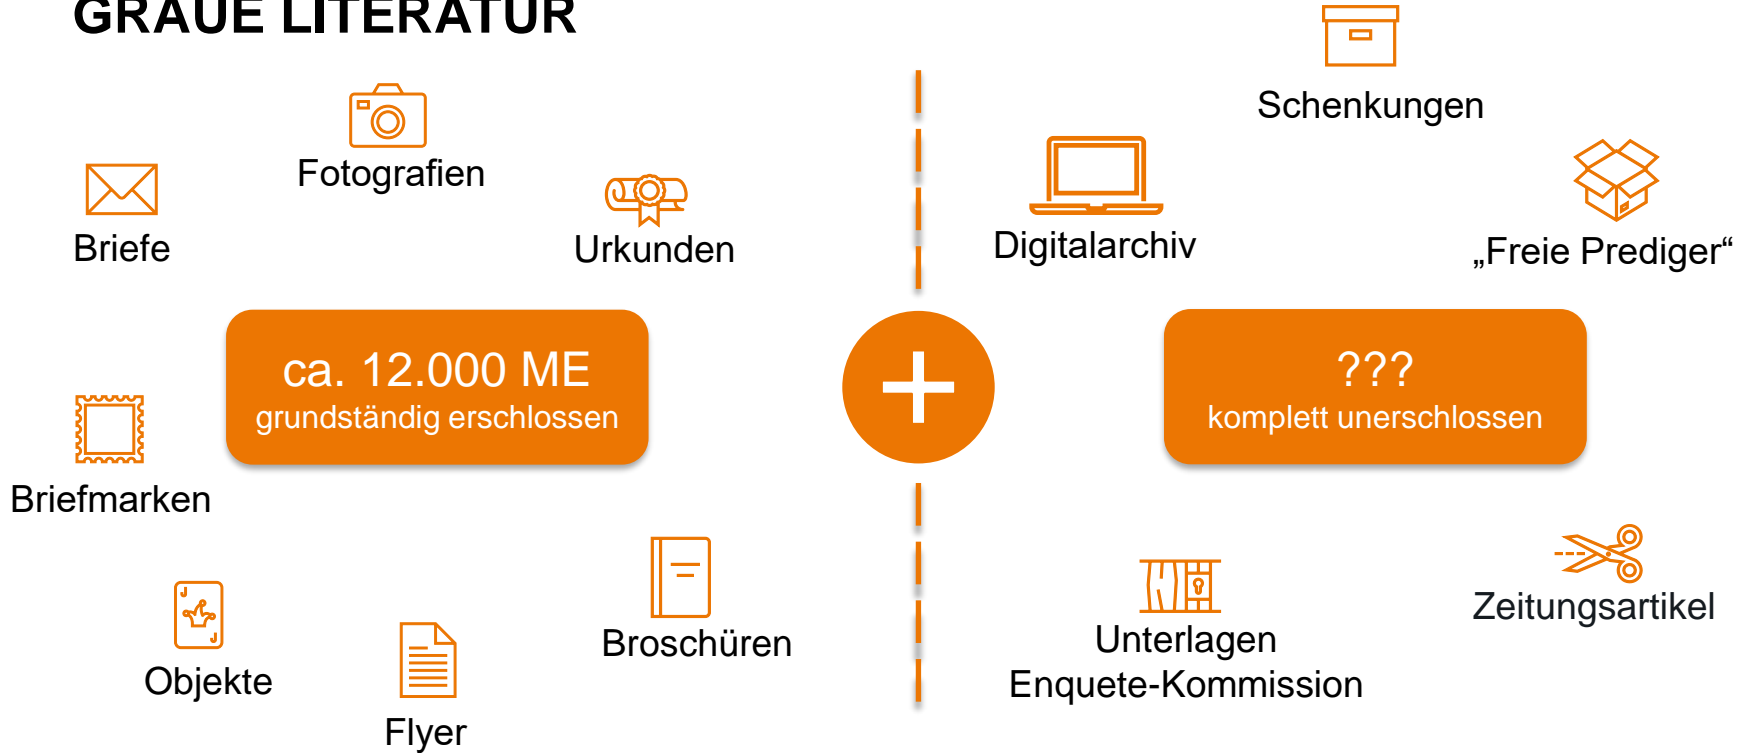 GRAUE LITERATUR
Fotografien
Briefe
Urkunden
ca. 12.000 ME
grundständig erschlossen
Briefmarken
Objekte
Flyer
Broschüren
Schenkungen
Digitalarchiv
„Freie Prediger“
???
komplett unerschlossen
Unterlagen
Enquete-Kommission
Zeitungsartikel
J
J